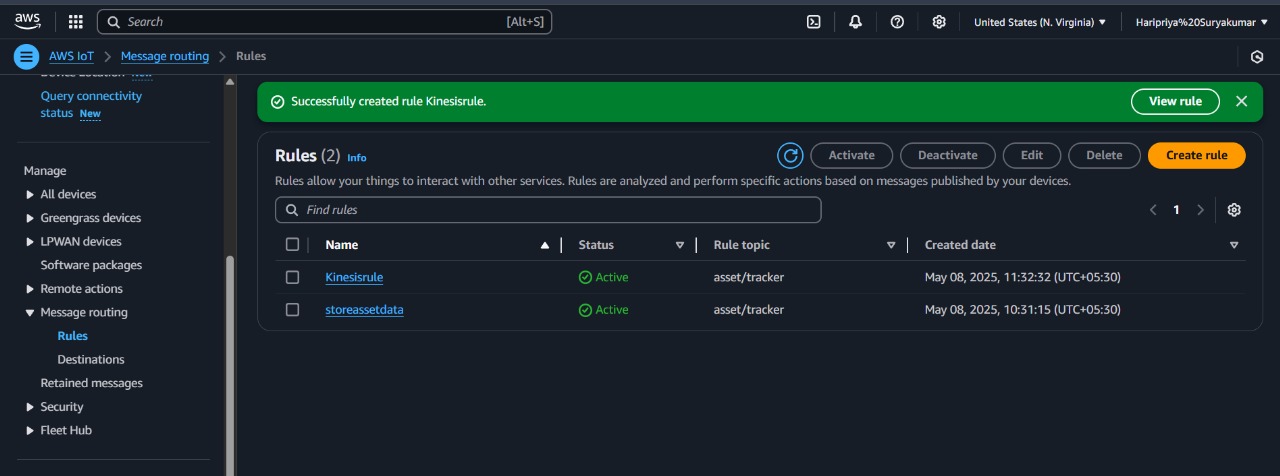 aws
Search [Alt+S]
United States (N. Virginia) ▼
Haripriya%20Suryakumar ▼
AWS IoT > Message routing > Rules
Device Location New
Query connectivity
status New
Manage
All devices
Greengrass devices
LPWAN devices
Software packages
Remote actions
Message routing
Rules
Destinations
Retained messages
Security
Fleet Hub
Successfully created rule Kinesisrule.
View rule
Rules (2) Info
Activate Deactivate Edit Delete Create rule
Rules allow your things to interact with other services. Rules are analyzed and perform specific actions based on messages published by your devices.
Find rules
1
Name Status Rule topic Created date
Kinesisrule Active asset/tracker May 08, 2025, 11:32:32 (UTC+05:30)
storeassetdata Active asset/tracker May 08, 2025, 10:31:15 (UTC+05:30)